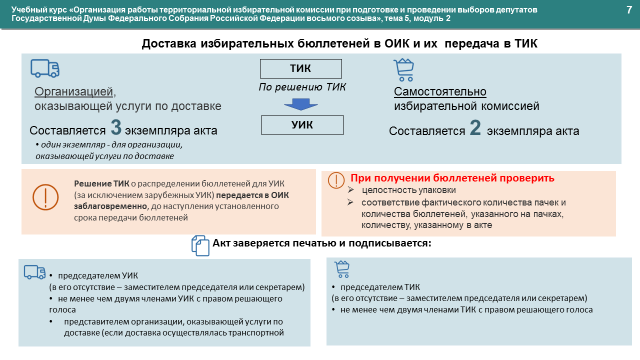 Учебный курс «Организация работы территориальной избирательной комиссии при подготовке и проведении выборов депутатов
Государственной Думы Федерального Собрания Российской Федерации восьмого созыва», тема 5, модуль 2
7
Доставка избирательных бюллетеней в ОИК и их передача в ТИК
Организацией,
оказывающей услуги по доставке
Составляется 3 экземпляра акта
• один экземпляр - для организации,
оказывающей услуги по доставке
ТИК
По решению ТИК
УИК
Самостоятельно
избирательной комиссией
Составляется 2 экземпляра акта
Решение ТИК о распределении бюллетеней для УИК
(за исключением зарубежных УИК) передается в ОИК
заблаговременно, до наступления установленного
срока передачи бюллетеней
При получении бюллетеней проверить
➢ целостность упаковки
➢ соответствие фактического количества пачек и
количества бюллетеней, указанного на пачках,
количеству, указанному в акте
Акт заверяется печатью и подписывается:
• председателем УИК
(в его отсутствие – заместителем председателя или секретарем)
• не менее чем двумя членами УИК с правом решающего
голоса
• представителем организации, оказывающей услуги по
доставке (если доставка осуществлялась транспортной
• председателем ТИК
(в его отсутствие – заместителем председателя или секретарем)
• не менее чем двумя членами ТИК с правом решающего голоса